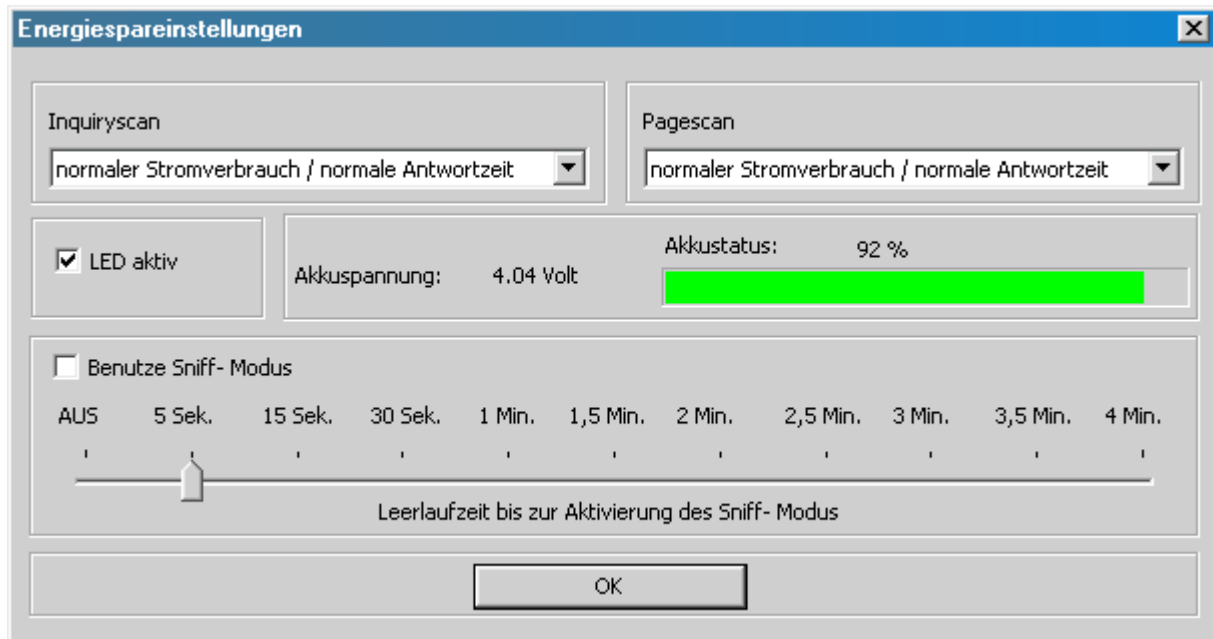 Energiespareinstellungen
Inquiryscan
Pagescan
normaler Stromverbrauch / normale Antwortzeit
normaler Stromverbrauch / normale Antwortzeit
LED aktiv
Akkuspannung: 4.04 Volt
Akkustatus: 92 %
Benutze Sniff- Modus
AUS 5 Sek. 15 Sek. 30 Sek. 1 Min. 1,5 Min. 2 Min. 2,5 Min. 3 Min. 3,5 Min. 4 Min.
Leerlaufzeit bis zur Aktivierung des Sniff- Modus
OK